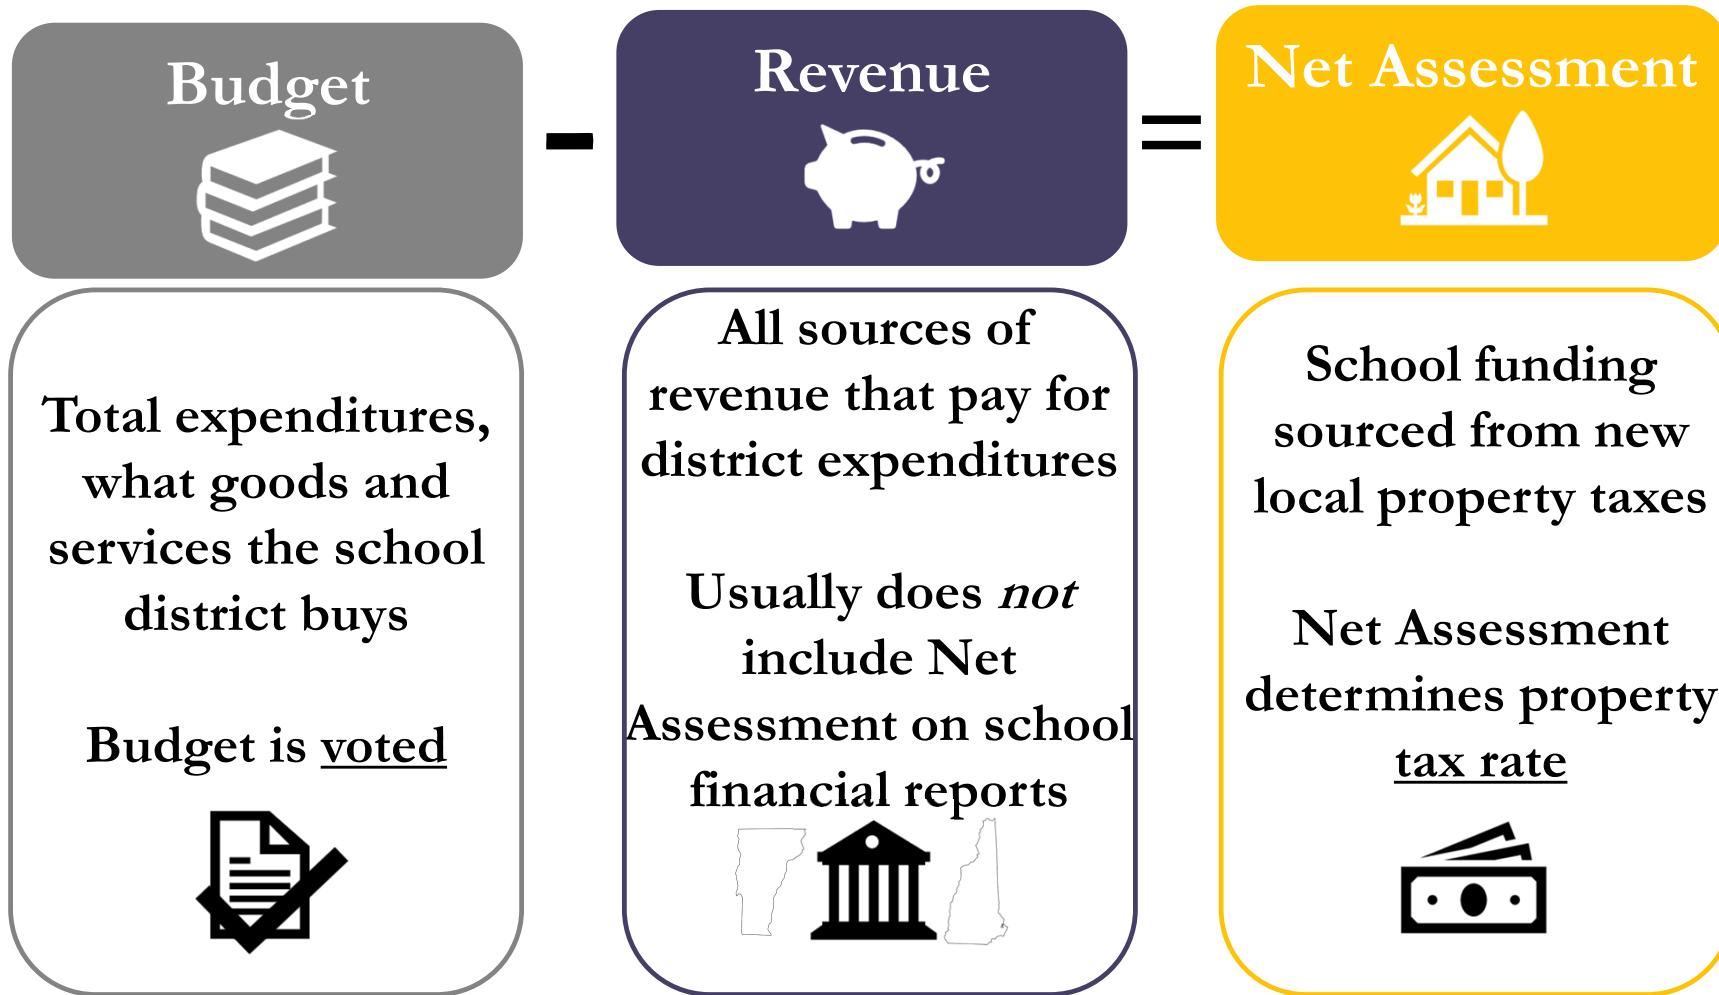 Budget
-
Revenue
=
Net Assessment
Total expenditures,
what goods and
services the school
district buys
Budget is voted
All sources of
revenue that pay for
district expenditures
Usually does not
include Net
Assessment on school
financial reports
School funding
sourced from new
local property taxes
Net Assessment
determines property
tax rate